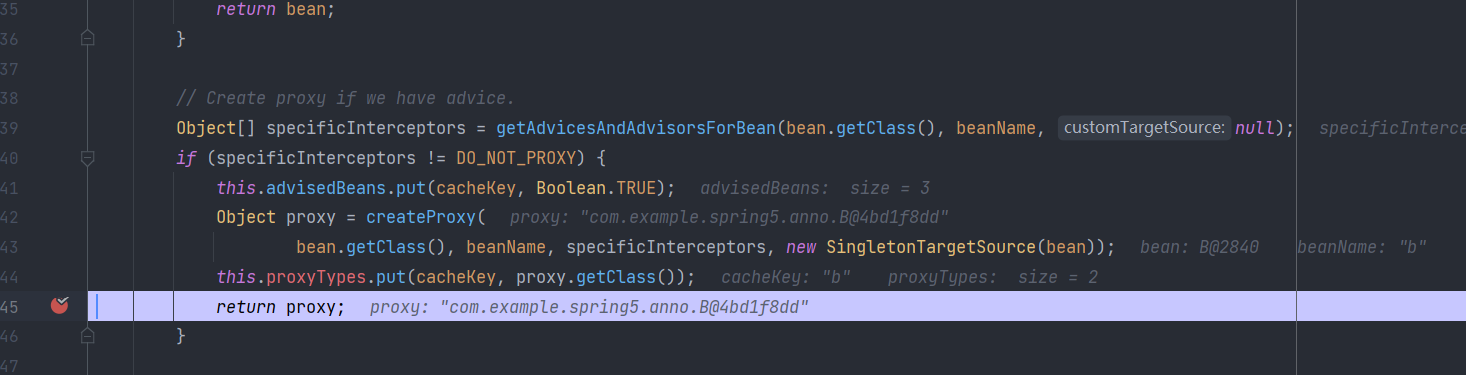 35 return bean;
36 }
37
38 // Create proxy if we have advice.
39 Object[] specificInterceptors = getAdvicesAndAdvisorsForBean(bean.getClass(), beanName, customTargetSource: null); specificInterce
40 if (specificInterceptors != DO_NOT_PROXY) {
41 this.advisedBeans.put(cacheKey, Boolean.TRUE); advisedBeans: size = 3
42 Object proxy = createProxy( proxy: "com.example.spring5.anno.B@4bd1f8dd"
43 bean.getClass(), beanName, specificInterceptors, new SingletonTargetSource(bean)); bean: B@2840 beanName: "b"
44 this.proxyTypes.put(cacheKey, proxy.getClass()); cacheKey: "b" proxyTypes: size = 2
45 return proxy; proxy: "com.example.spring5.anno.B@4bd1f8dd"
46 }
47